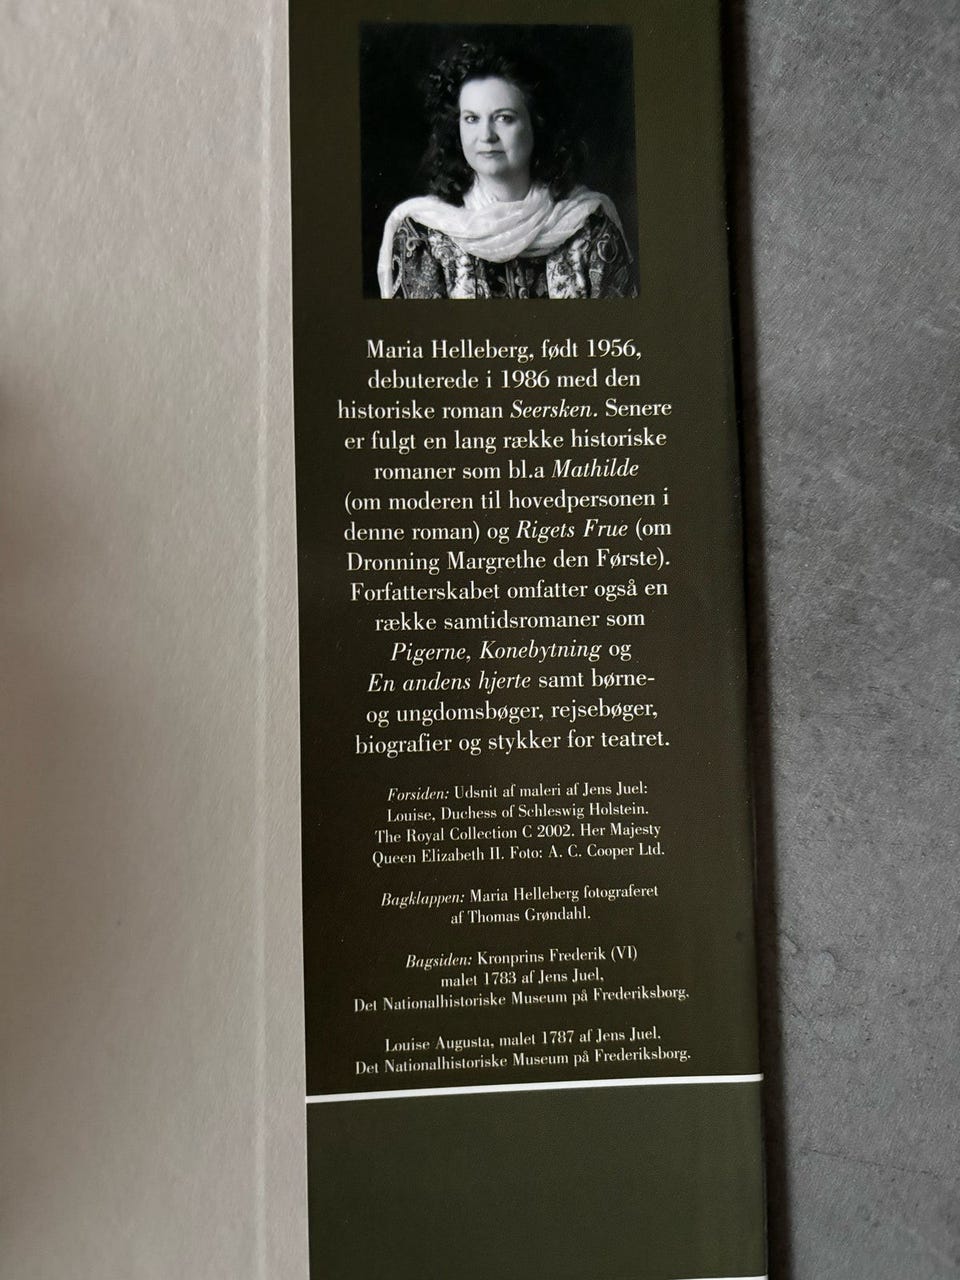 Maria Helleberg, født 1956,
debuterede i 1986 med den
historiske roman Seersken. Senere
er fulgt en lang række historiske
romaner som bl.a Mathilde
(om moderen til hovedpersonen i
denne roman) og Rigets Frue (om
Dronning Margrethe den Første).
Forfatterskabet omfatter også en
række samtidsromaner som
Pigerne, Konebytning og
En andens hjerte samt børne-
og ungdomsbøger, rejsebøger,
biografier og stykker for teatret.
Forsiden: Udsnit af maleri af Jens Juel:
Louise, Duchess of Schleswig Holstein.
The Royal Collection C 2002. Her Majesty
Queen Elizabeth II. Foto: A. C. Cooper Ltd.
Bagklappen: Maria Helleberg fotograferet
af Thomas Grøndahl.
Bagsiden: Kronprins Frederik (VI)
malet 1783 af Jens Juel,
Det Nationalhistoriske Museum på Frederiksborg.
Louise Augusta, malet 1787 af Jens Juel.
Det Nationalhistoriske Museum på Frederiksborg.